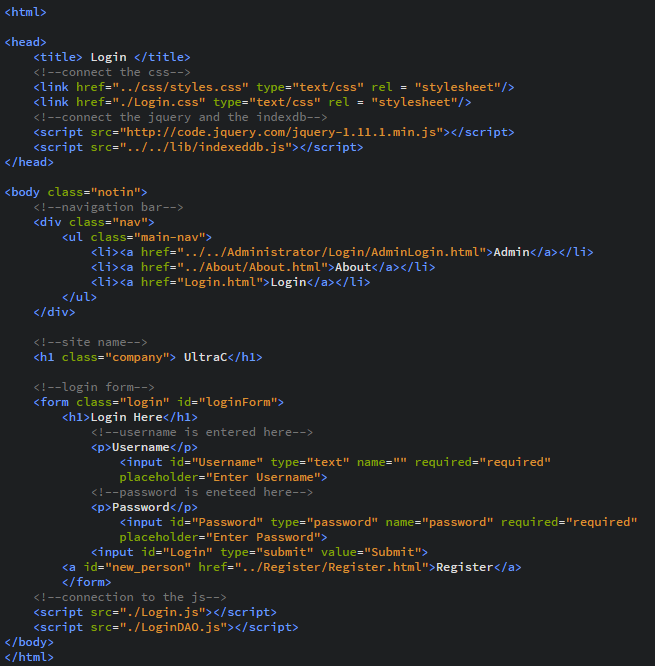 <html>

<head>
    <title> Login </title>
    <!--connect the css-->
    <link href="../css/styles.css" type="text/css" rel = "stylesheet"/>
    <link href="./Login.css" type="text/css" rel = "stylesheet"/>
    <!--connect the jquery and the indexdb-->
    <script src="http://code.jquery.com/jquery-1.11.1.min.js"></script>
    <script src="../../lib/indexeddb.js"></script>
</head>

<body class="notin">
    <!--navigation bar-->
    <div class="nav">
        <ul class="main-nav">
            <li><a href="../../Administrator/Login/AdminLogin.html">Admin</a></li>
            <li><a href="../About/About.html">About</a></li>
            <li><a href="Login.html">Login</a></li>
        </ul>
    </div>

    <!--site name-->
    <h1 class="company"> UltraC</h1>

    <!--login form-->
    <form class="login" id="loginForm">
        <h1>Login Here</h1>
            <!--username is entered here-->
            <p>Username</p>
                <input id="Username" type="text" name="" required="required"
                placeholder="Enter Username">
            <!--password is eneteed here-->
            <p>Password</p>
                <input id="Password" type="password" name="password" required="required"
                placeholder="Enter Password">
            <input id="Login" type="submit" value="Submit">
        <a id="new_person" href="../Register/Register.html">Register</a>
        </form>
    <!--connection to the js-->
    <script src="./Login.js"></script>
    <script src="./LoginDAO.js"></script>
</body>
</html>